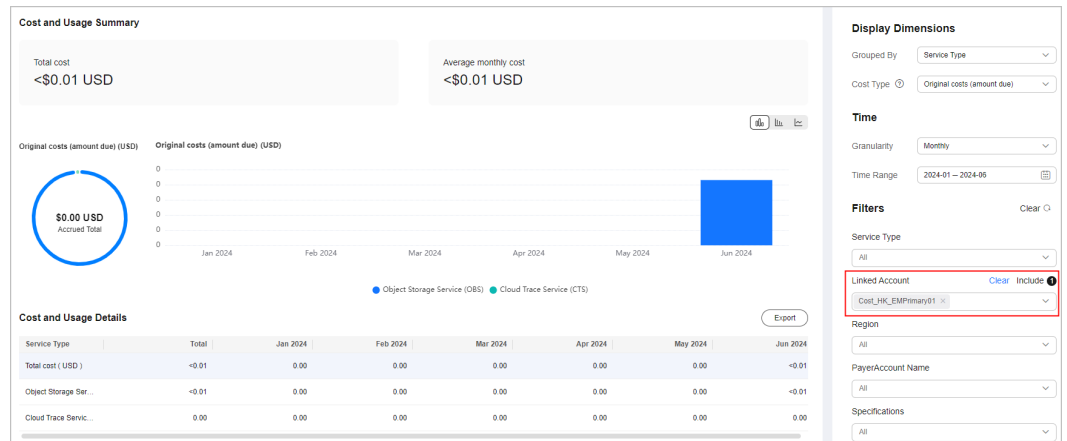 Cost and Usage Summary
Total cost
<$0.01 USD
Average monthly cost
<$0.01 USD
Original costs (amount due) (USD)
$0.00 USD
Accrued Total
Original costs (amount due) (USD)
0
0
0
0
0
0
Jan 2024 Feb 2024 Mar 2024 Apr 2024 May 2024 Jun 2024
Object Storage Service (OBS) Cloud Trace Service (CTS)
Cost and Usage Details Export
Service Type Total Jan 2024 Feb 2024 Mar 2024 Apr 2024 May 2024 Jun 2024
Total cost ( USD ) <0.01 0.00 0.00 0.00 0.00 0.00 <0.01
Object Storage Ser... <0.01 0.00 0.00 0.00 0.00 0.00 <0.01
Cloud Trace Servic... 0.00 0.00 0.00 0.00 0.00 0.00 0.00
Display Dimensions
Grouped By Service Type
Cost Type ? Original costs (amount due)
Time
Granularity Monthly
Time Range 2024-01 – 2024-06
Filters Clear
Service Type
All
Linked Account Clear Include 1
Cost_HK_EMPrimary01 ×
Region
All
PayerAccount Name
All
Specifications
All